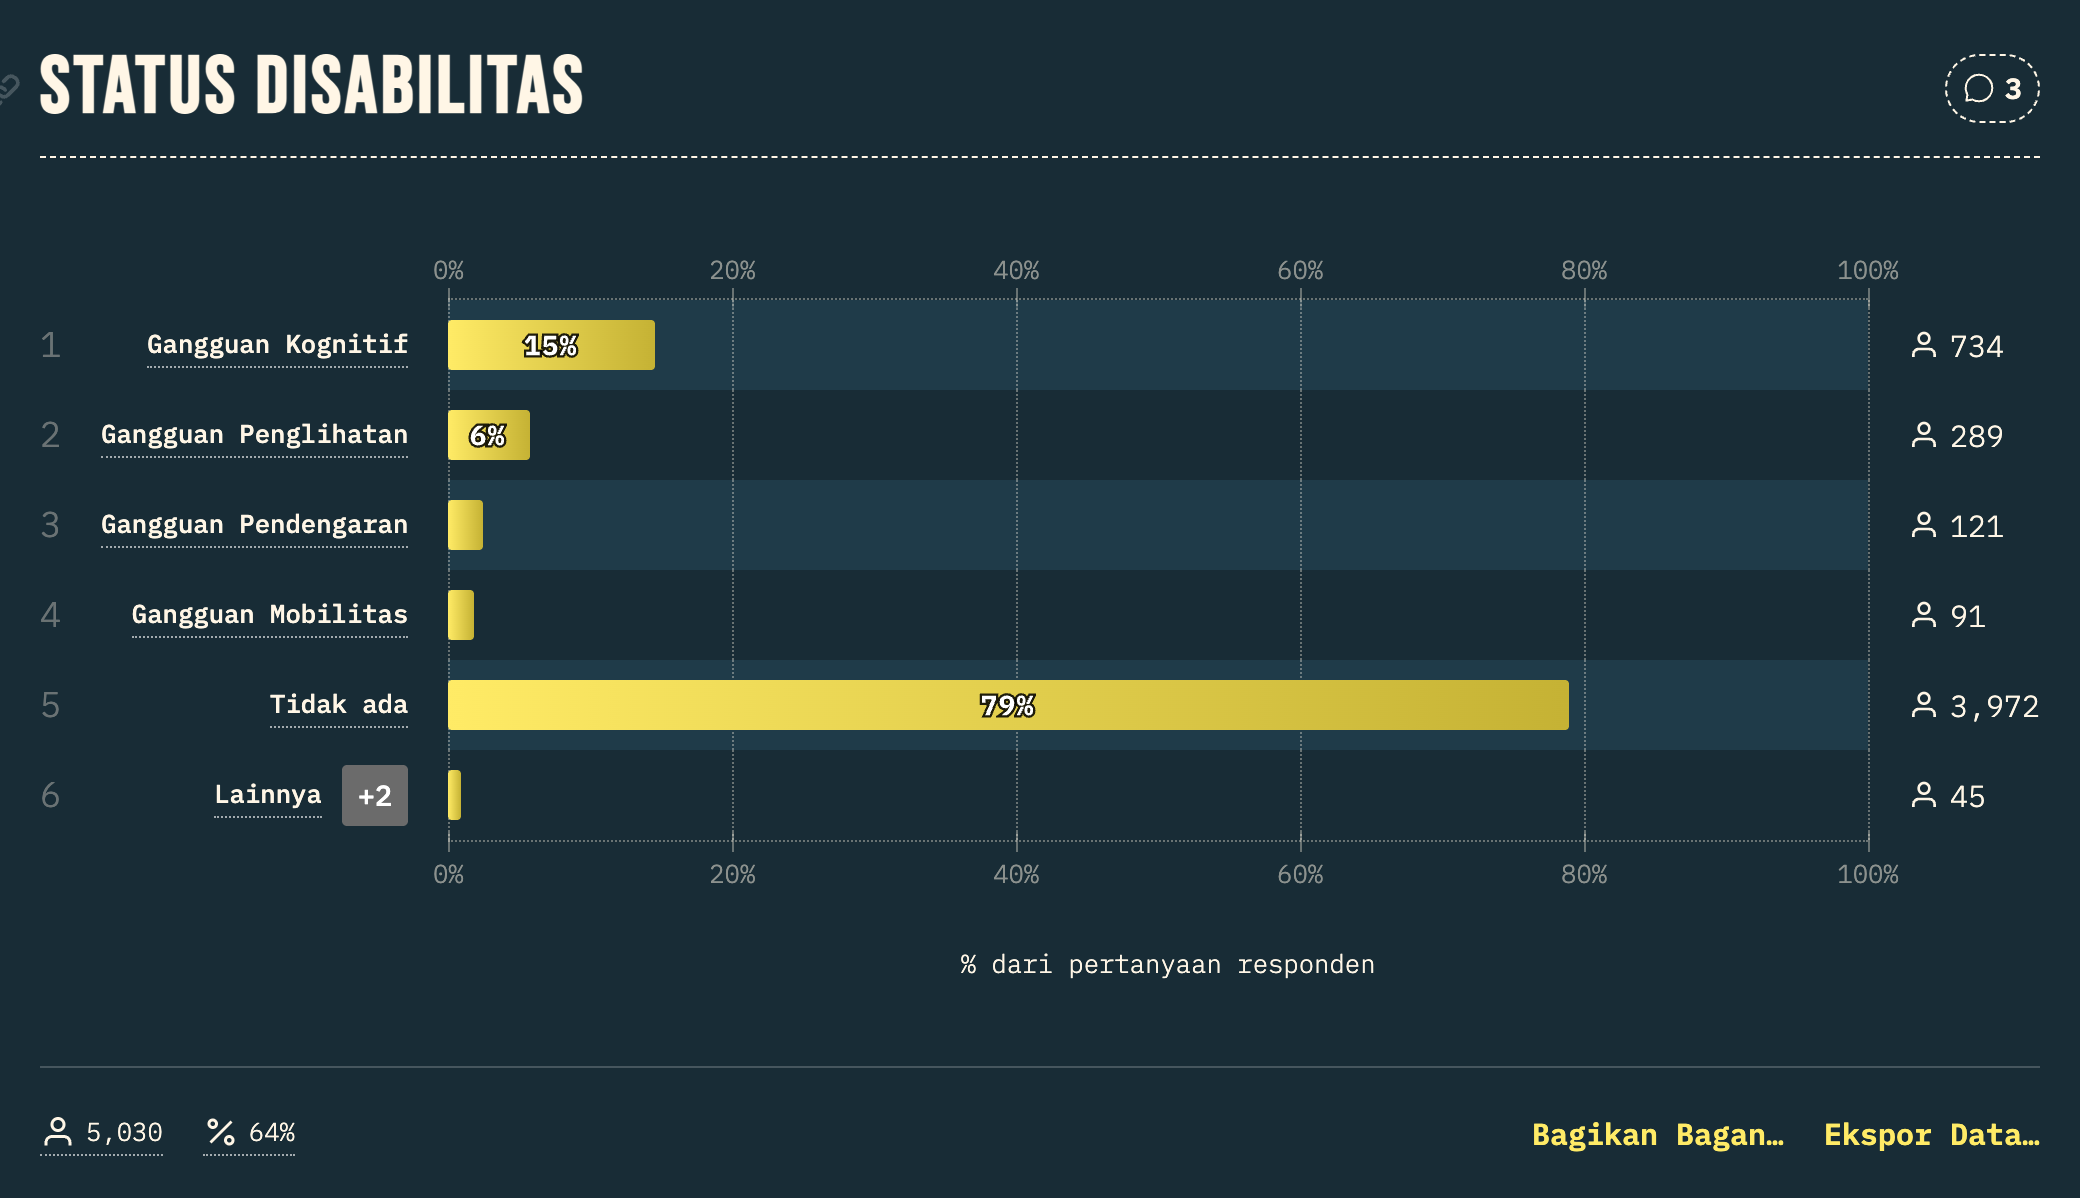 STATUS DISABILITAS
3
0% 20% 40% 60% 80% 100%
1 Gangguan Kognitif 15% 734
2 Gangguan Penglihatan 6% 289
3 Gangguan Pendengaran 121
4 Gangguan Mobilitas 91
5 Tidak ada 79% 3,972
6 Lainnya +2 45
0% 20% 40% 60% 80% 100%
% dari pertanyaan responden
5,030 % 64% Bagikan Bagan… Ekspor Data…